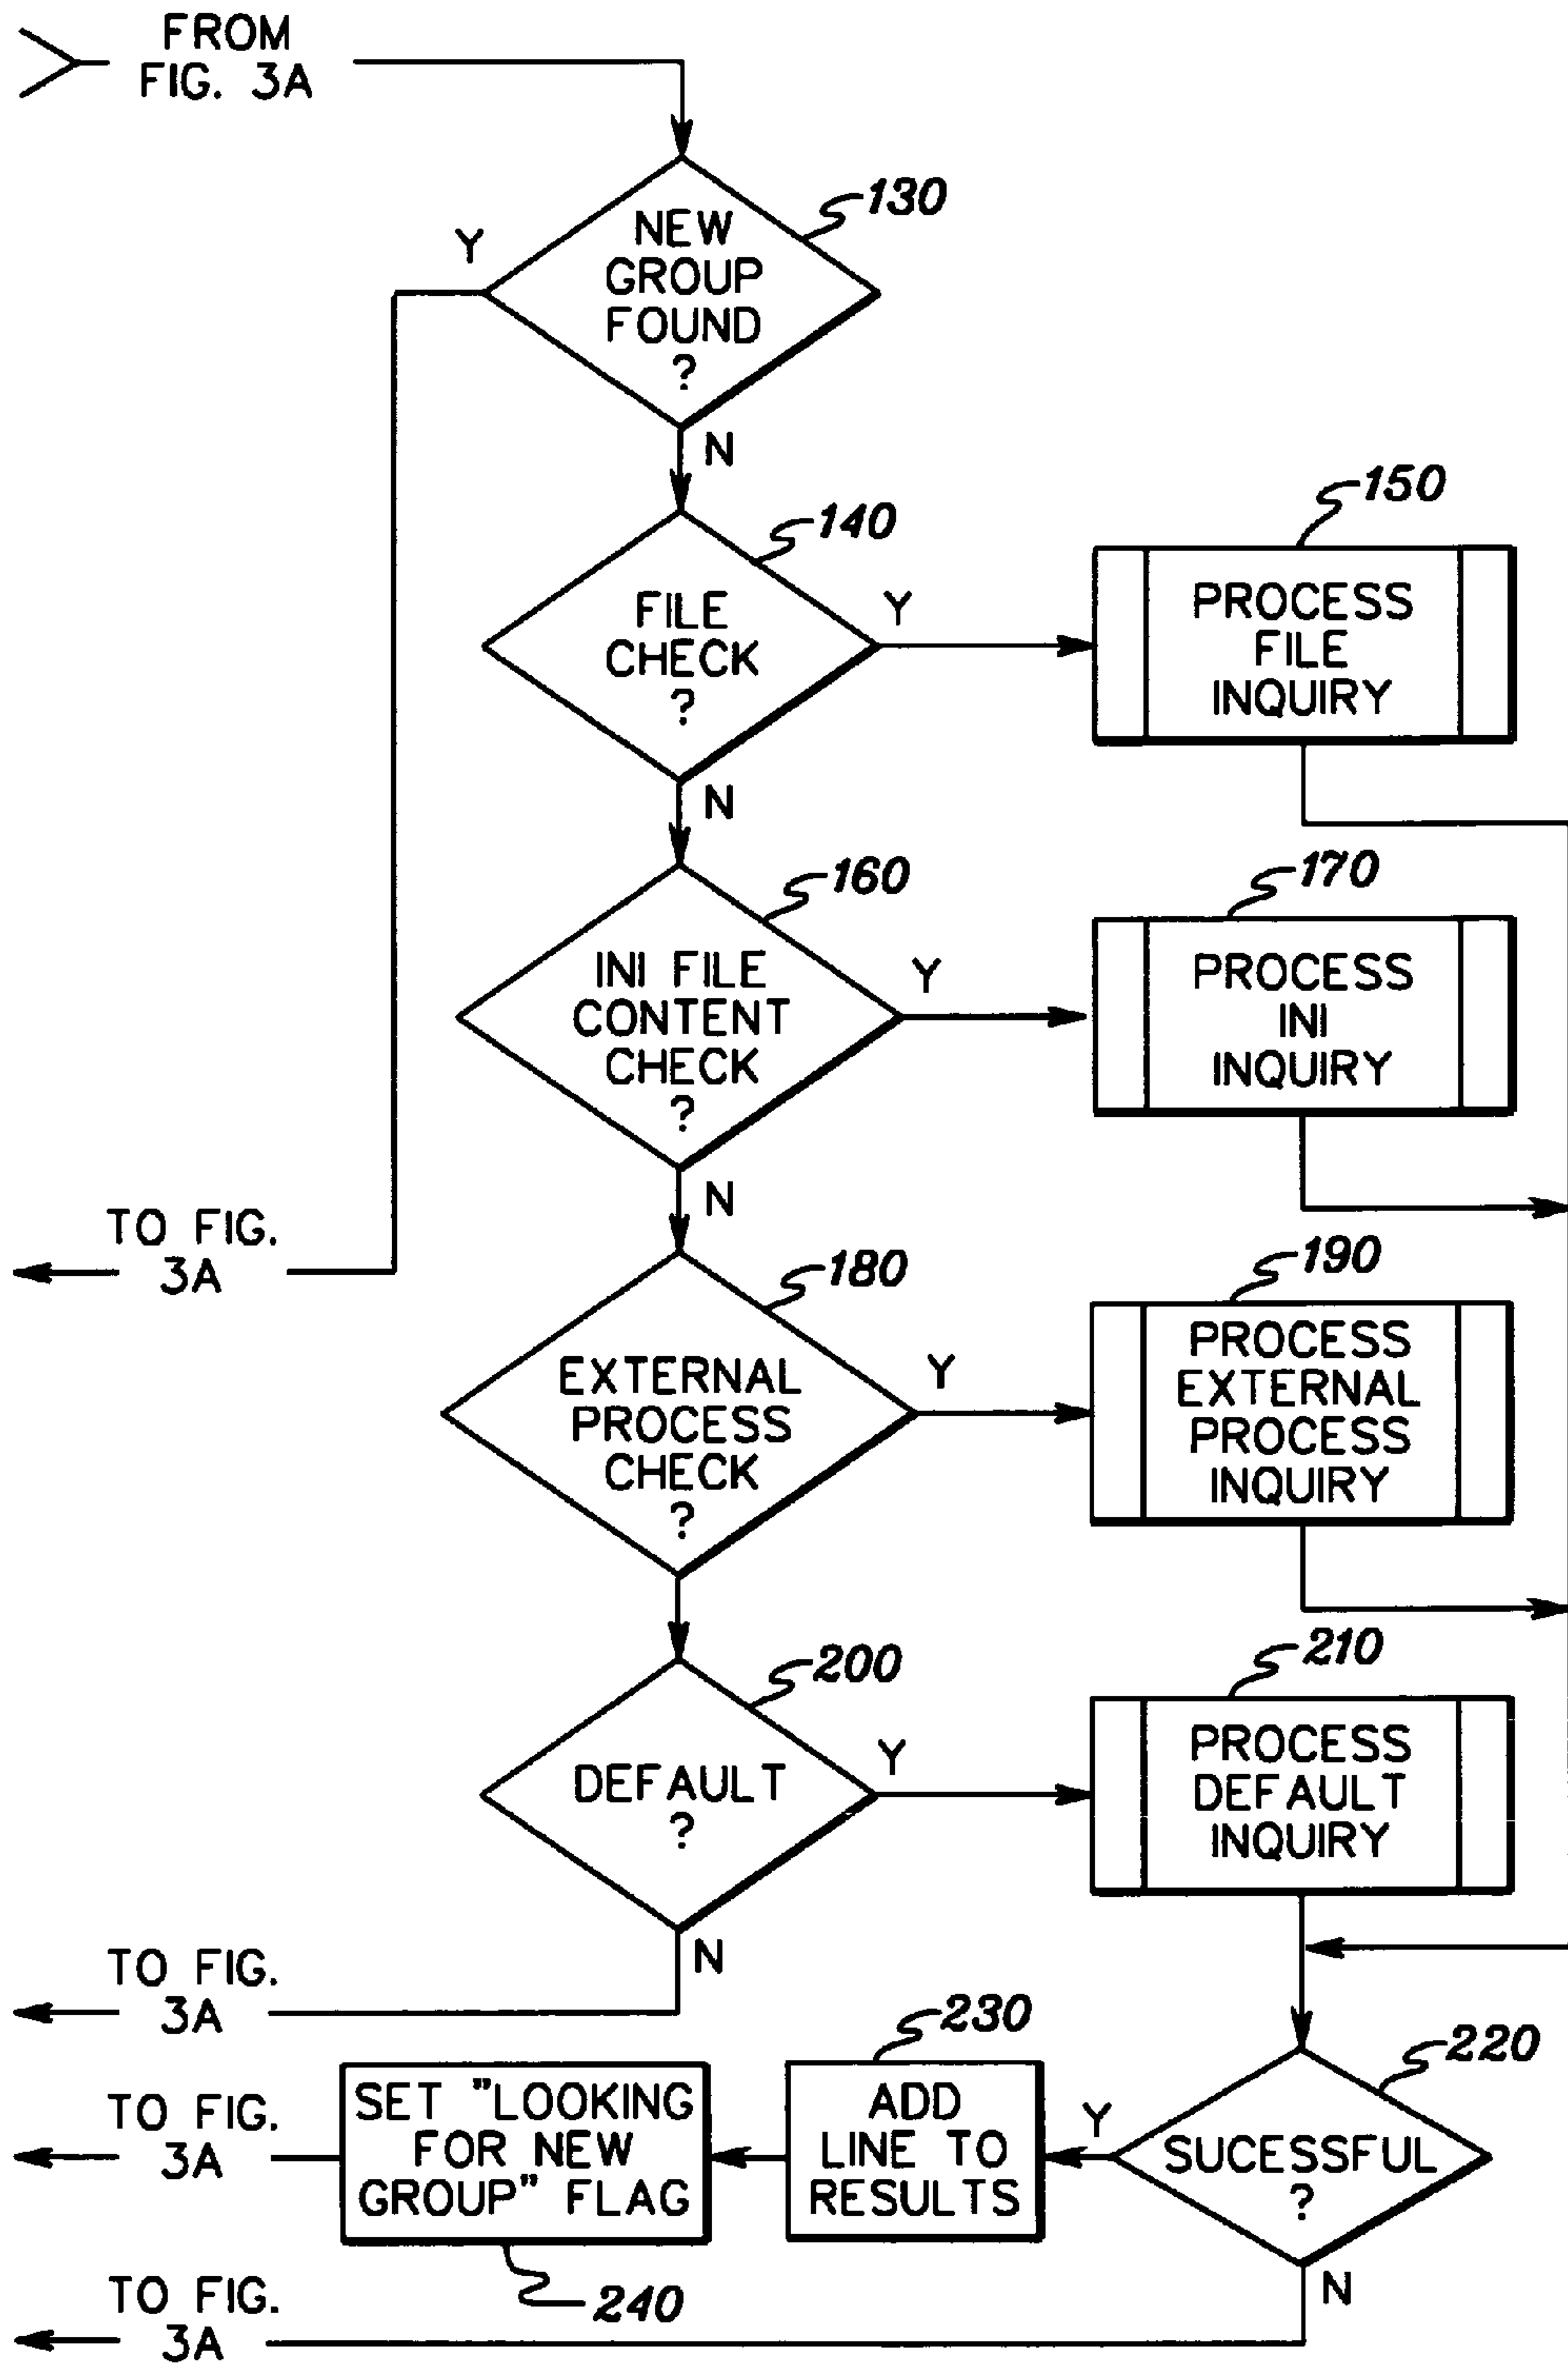 FROM
FIG. 3A
130
Y
NEW
GROUP
FOUND
?
N
140
150
FILE
CHECK
?
Y
PROCESS
FILE
INQUIRY
N
160
170
INI FILE
CONTENT
CHECK
?
Y
PROCESS
INI
INQUIRY
N
TO FIG.
3A
180
190
EXTERNAL
PROCESS
CHECK
?
Y
PROCESS
EXTERNAL
PROCESS
INQUIRY
200
210
DEFAULT
?
Y
PROCESS
DEFAULT
INQUIRY
N
TO FIG.
3A
230
220
TO FIG.
3A
SET "LOOKING
FOR NEW
GROUP" FLAG
ADD
LINE TO
RESULTS
Y
SUCESSFUL
?
240
N
TO FIG.
3A